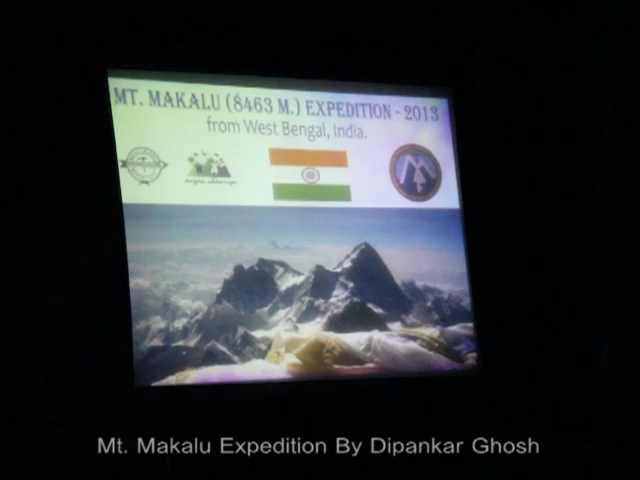 MT. MAKALU (8463 M.) EXPEDITION - 2013
from West Bengal, India.
Mt. Makalu Expedition By Dipankar Ghosh